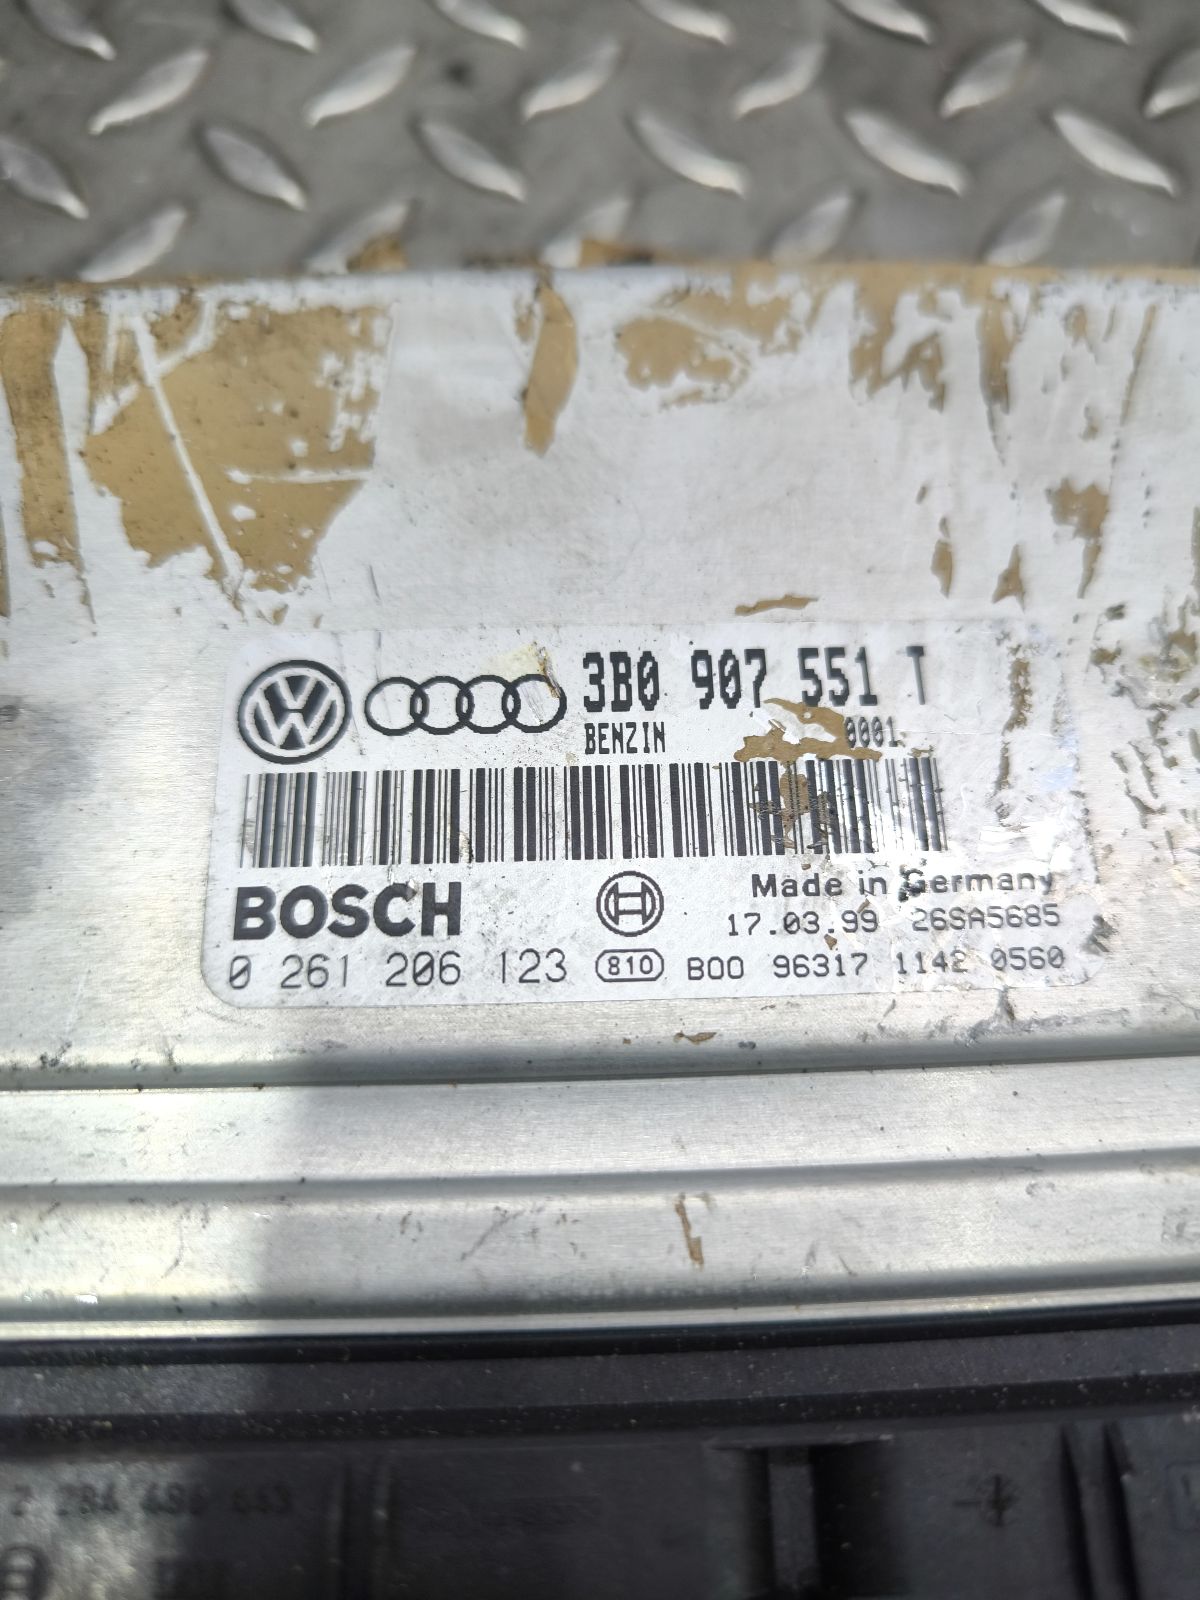 3B0 907 551 T
BENZIN 0001
BOSCH
Made in Germany
17.03.99 26SA5685
0 261 206 123 810 B00 96317 1142 0560